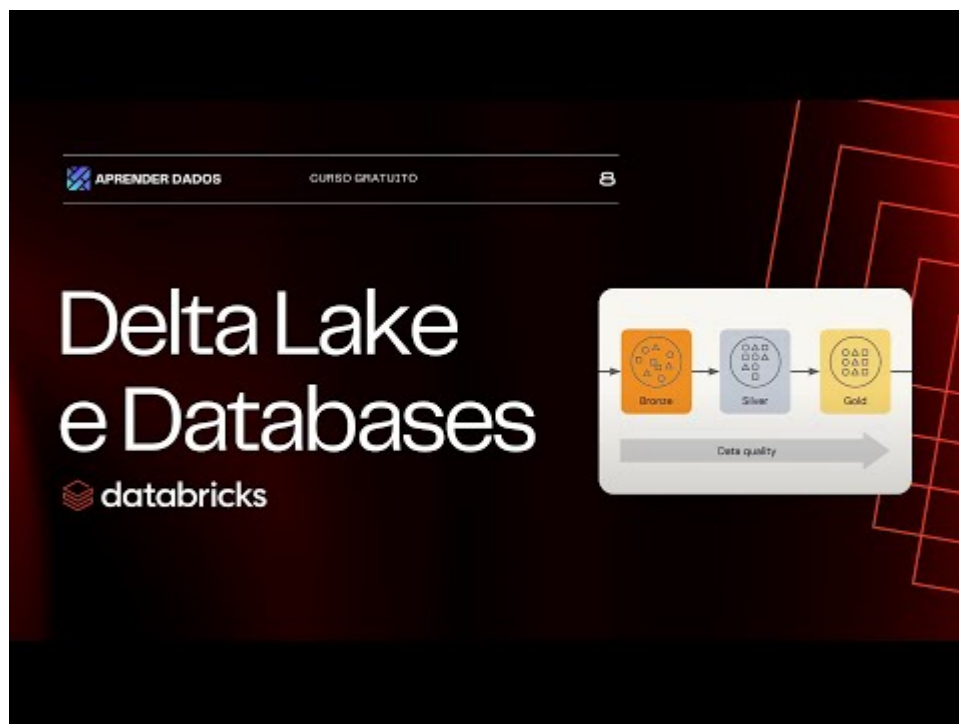 APRENDER DADOS
CURSO GRATUITO
8
Delta Lake
e Databases
databricks
Bronze
Silver
Gold
Data quality